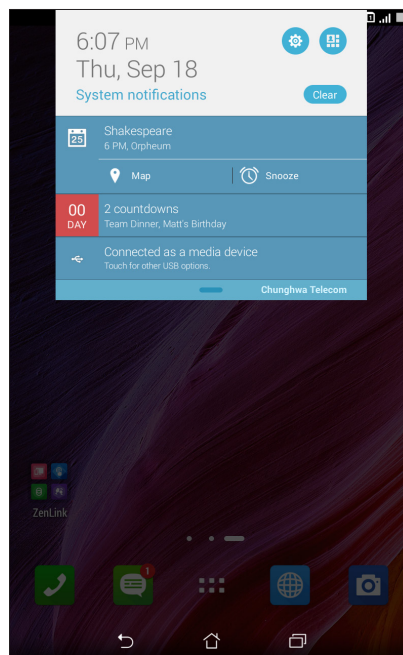 6:07 PM
Thu, Sep 18
System notifications
Clear
25
Shakespeare
6 PM, Orpheum
Map
Snooze
00
DAY
2 countdowns
Team Dinner, Matt's Birthday
Connected as a media device
Touch for other USB options.
Chunghwa Telecom
ZenLink
1